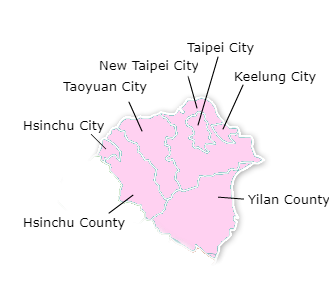 Taipei City
New Taipei City
Keelung City
Taoyuan City
Hsinchu City
Yilan County
Hsinchu County